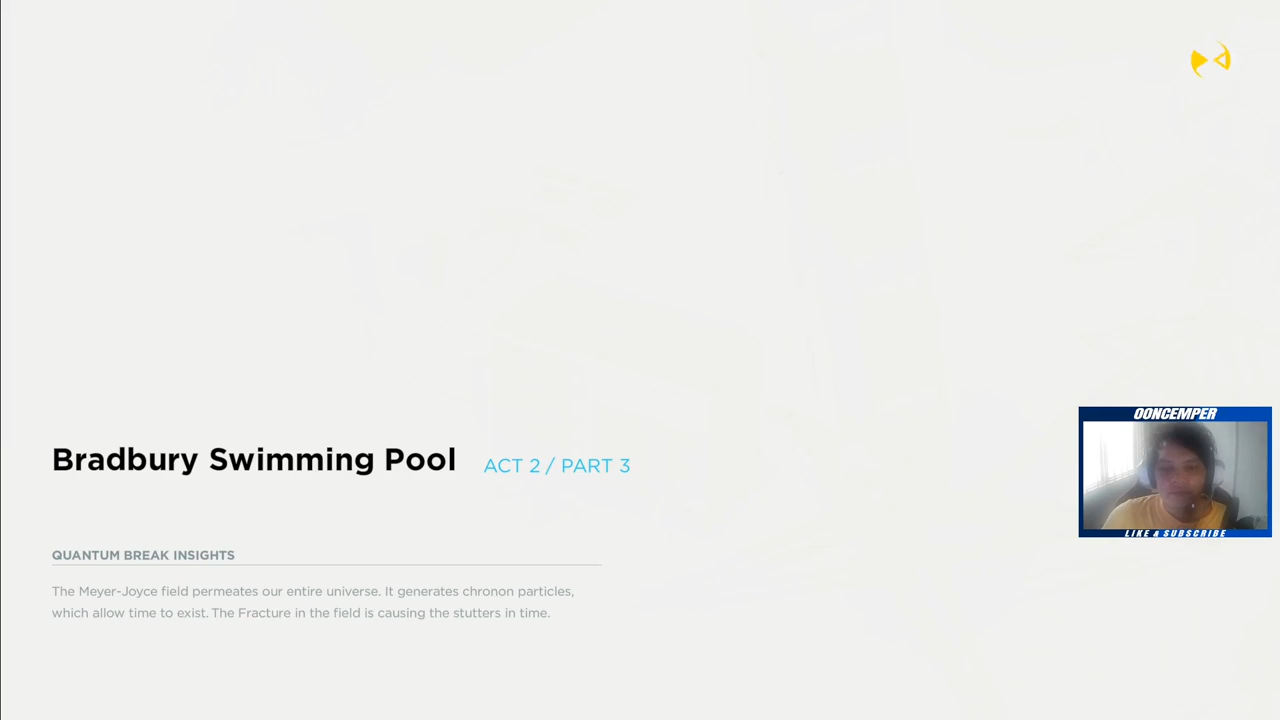 Bradbury Swimming Pool ACT 2 / PART 3
QUANTUM BREAK INSIGHTS
The Meyer-Joyce field permeates our entire universe. It generates chronon particles,
which allow time to exist. The Fracture in the field is causing the stutters in time.
OONCEMPER
LIKE & SUBSCRIBE